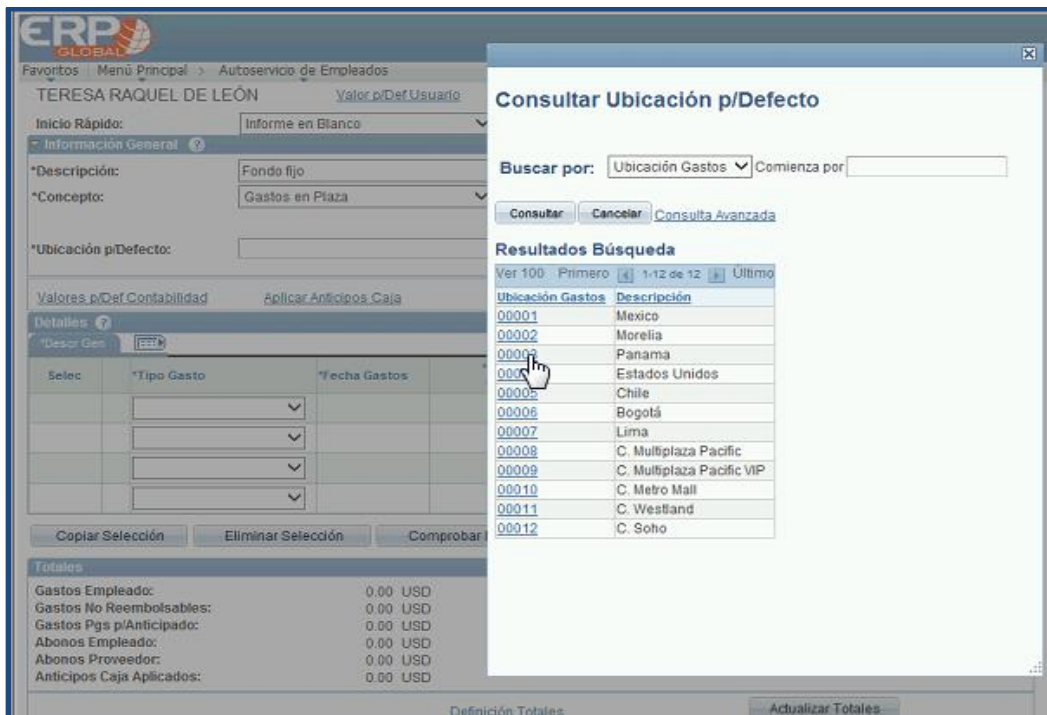 ERP
GLOBAL
Favoritos Menú Principal > Autoservicio de Empleados
TERESA RAQUEL DE LEÓN Valor p/Def Usuario
Inicio Rápido: Informe en Blanco
Información General
*Descripción: Fondo fijo
*Concepto: Gastos en Plaza
*Ubicación p/Defecto:
Valores p/Def Contabilidad Aplicar Anticipos Caja
Detalles
*Descr Gen
Selec *Tipo Gasto *Fecha Gastos
Copiar Selección Eliminar Selección Comprobar
Totales
Gastos Empleado: 0.00 USD
Gastos No Reembolsables: 0.00 USD
Gastos Pgs p/Anticipado: 0.00 USD
Abonos Empleado: 0.00 USD
Abonos Proveedor: 0.00 USD
Anticipos Caja Aplicados: 0.00 USD
Definición Totales Actualizar Totales
Consultar Ubicación p/Defecto
Buscar por: Ubicación Gastos Comienza por
Consultar Cancelar Consulta Avanzada
Resultados Búsqueda
Ver 100 Primero 1-12 de 12 Último
Ubicación Gastos Descripción
00001 Mexico
00002 Morelia
Panama
Estados Unidos
00005 Chile
00006 Bogotá
00007 Lima
00008 C. Multiplaza Pacific
00009 C. Multiplaza Pacific VIP
00010 C. Metro Mall
00011 C. Westland
00012 C. Soho